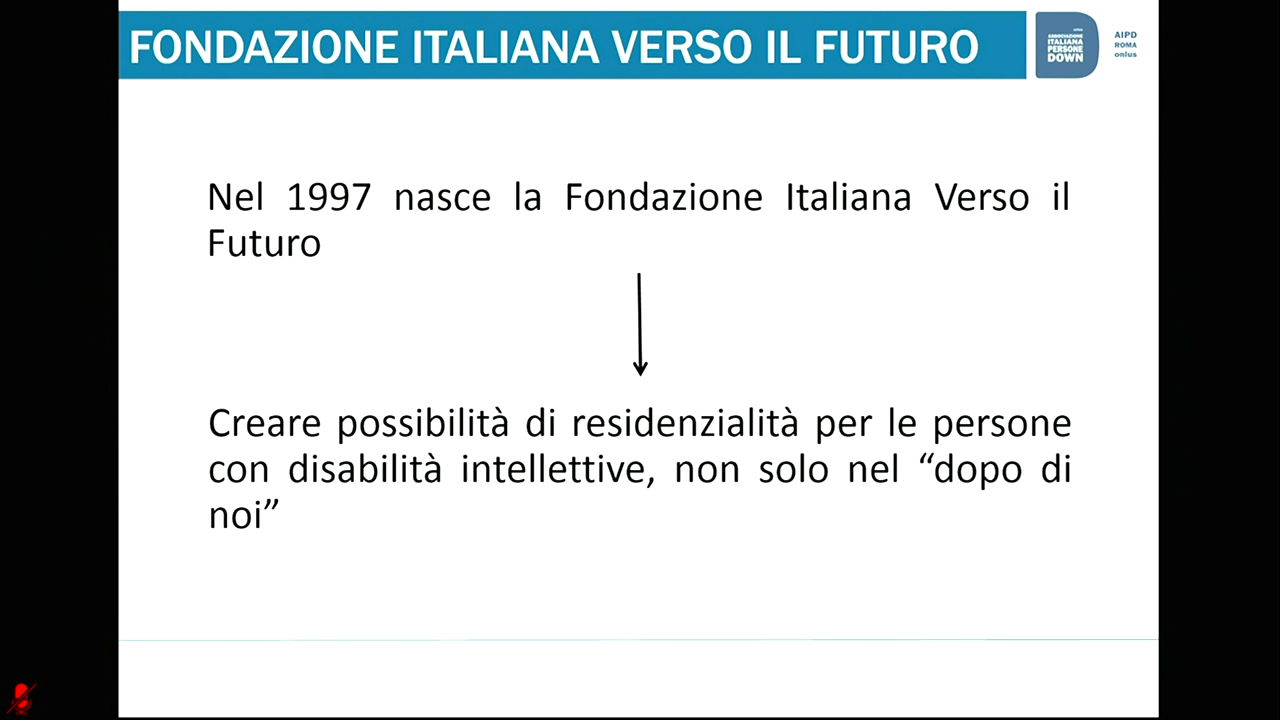 FONDAZIONE ITALIANA VERSO IL FUTURO
ASSOCIAZIONE
ITALIANA
PERSONE
DOWN
AIPD
ROMA
onlus
Nel 1997 nasce la Fondazione Italiana Verso il
Futuro
Creare possibilità di residenzialità per le persone
con disabilità intellettive, non solo nel “dopo di
noi”